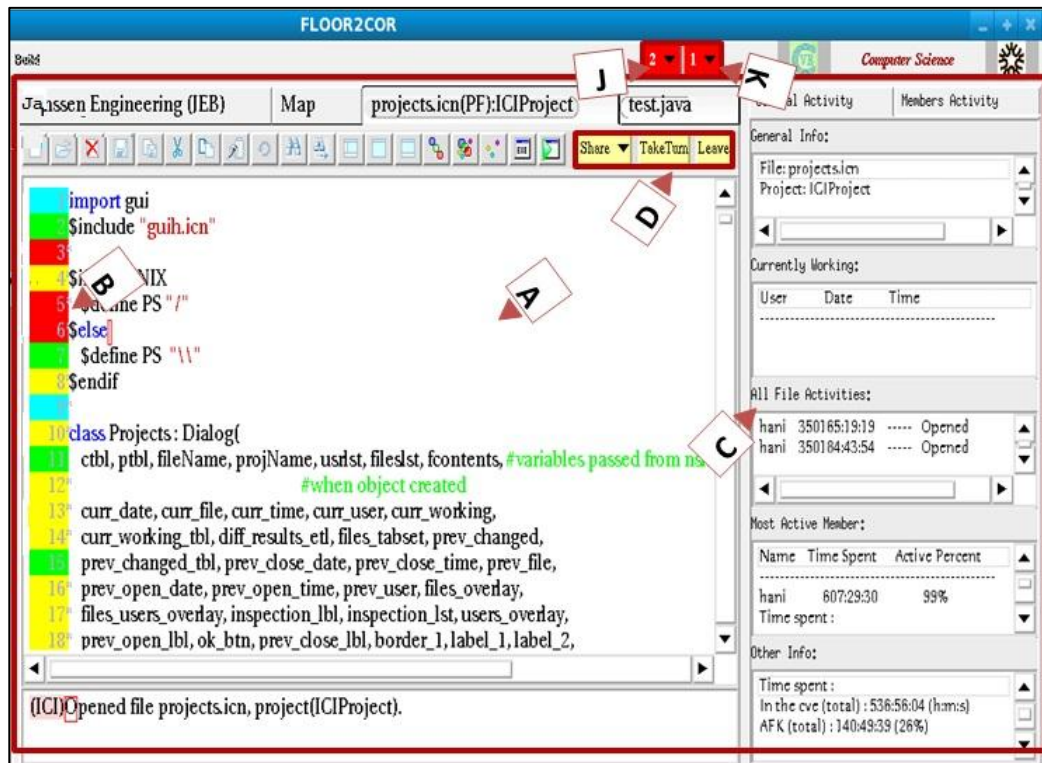 FLOOR2COR
Build
2 1
Computer Science
J
K
Janssen Engineering (JEB) Map projects.icn(PF):ICIProject test.java
Activity Members Activity
Share TakeTurn Leave
D
General Info:
File: projects.icn
Project: ICIProject
Currently Working:
User Date Time
All File Activities:
hani 350165:19:19 ----- Opened
hani 350184:43:54 ----- Opened
C
Most Active Member:
Name Time Spent Active Percent
hani 607:29:30 99%
Time spent :
Other Info:
Time spent :
In the cve (total) : 536:56:04 (h:m:s)
AFK (total) : 140:49:39 (26%)
A
B
1 import gui
2 $include "guih.icn"
3
4 NIX
5 PS "/"
6 $else
7 $define PS "\\"
8 $endif
9
10 class Projects : Dialog(
11 ctbl, ptbl, fileName, projName, usrlst, fileslst, fcontents, #variables passed from
12 #when object created
13 curr_date, curr_file, curr_time, curr_user, curr_working,
14 curr_working_tbl, diff_results_etl, files_tabset, prev_changed,
15 prev_changed_tbl, prev_close_date, prev_close_time, prev_file,
16 prev_open_date, prev_open_time, prev_user, files_overlay,
17 files_users_overlay, inspection_lbl, inspection_lst, users_overlay,
18 prev_open_lbl, ok_btn, prev_close_lbl, border_1, label_1, label_2,
(ICI)Opened file projects.icn, project(ICIProject).